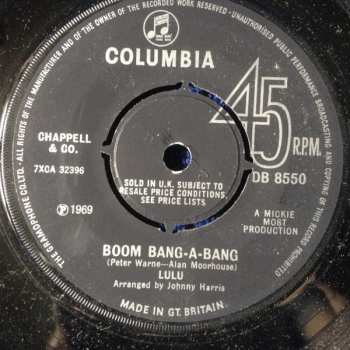 COLUMBIA
45
R.P.M.
CHAPPELL
& CO.
7XCA 32396
DB 8550
SOLD IN U.K. SUBJECT TO
RESALE PRICE CONDITIONS,
SEE PRICE LISTS
Ⓟ 1969
A MICKIE
MOST
PRODUCTION
BOOM BANG-A-BANG
(Peter Warne—Alan Moorhouse)
LULU
Arranged by Johnny Harris
MADE IN GT. BRITAIN.
THE GRAMOPHONE CO. LTD. ALL RIGHTS OF THE MANUFACTURER AND OF THE OWNER OF THE RECORDED WORK RESERVED UNAUTHORISED PUBLIC PERFORMANCE BROADCASTING AND COPYING OF THIS RECORD PROHIBITED